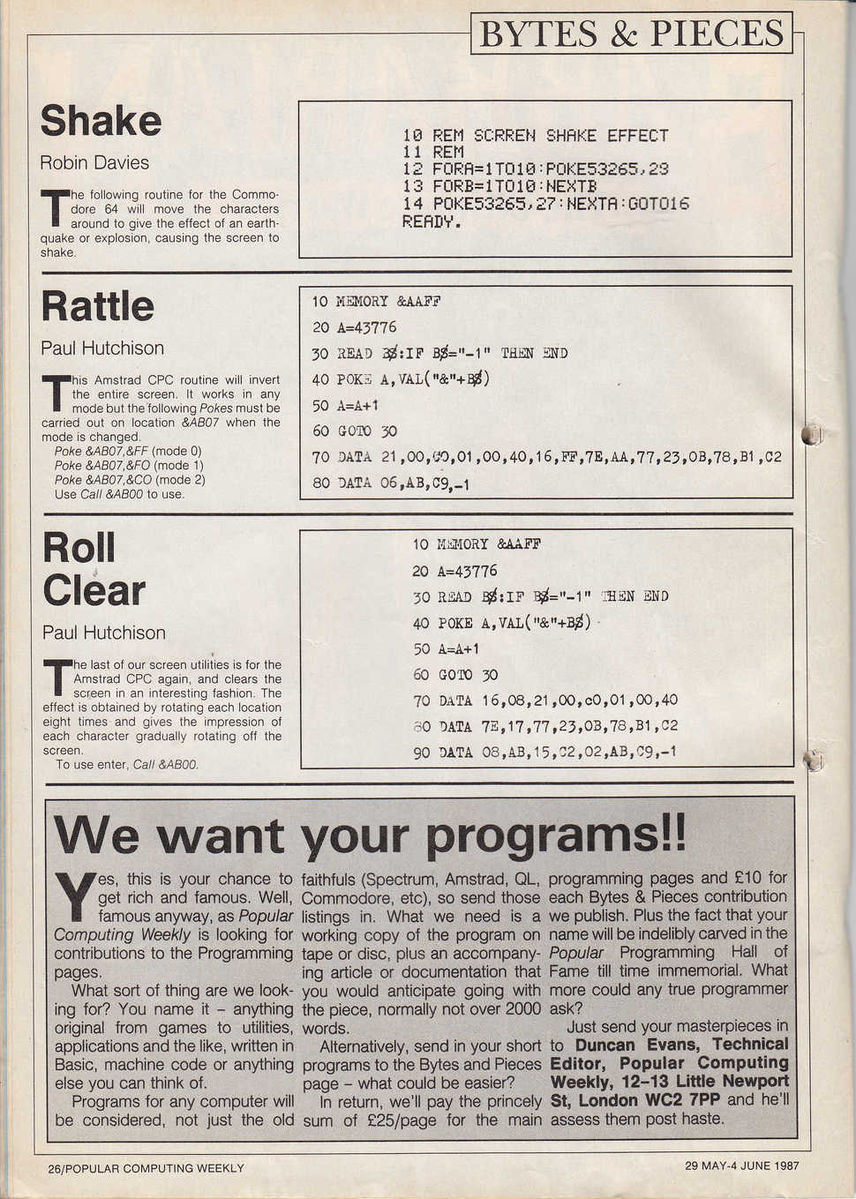 BYTES & PIECES
Shake
Robin Davies
The following routine for the Commo-
dore 64 will move the characters
around to give the effect of an earth-
quake or explosion, causing the screen to
shake.
10 REM SCRREN SHAKE EFFECT
11 REM
12 FORA=1TO10:POKE53265,29
13 FORB=1TO10:NEXTB
14 POKE53265,27:NEXTA:GOTO16
READY.
Rattle
Paul Hutchison
This Amstrad CPC routine will invert
the entire screen. It works in any
mode but the following Pokes must be
carried out on location &AB07 when the
mode is changed.
Poke &AB07,&FF (mode 0)
Poke &AB07,&FO (mode 1)
Poke &AB07,&CO (mode 2)
Use Call &AB00 to use.
10 MEMORY &AAFF
20 A=43776
30 READ B$:IF B$="-1" THEN END
40 POKE A,VAL("&"+B$)
50 A=A+1
60 GOTO 30
70 DATA 21,00,C0,01,00,40,16,FF,7E,AA,77,23,0B,78,B1,C2
80 DATA 06,AB,C9,-1
Roll
Clear
Paul Hutchison
The last of our screen utilities is for the
Amstrad CPC again, and clears the
screen in an interesting fashion. The
effect is obtained by rotating each location
eight times and gives the impression of
each character gradually rotating off the
screen.
To use enter, Call &AB00.
10 MEMORY &AAFF
20 A=43776
30 READ B$:IF B$="-1" THEN END
40 POKE A,VAL("&"+B$)
50 A=A+1
60 GOTO 30
70 DATA 16,08,21,00,c0,01,00,40
80 DATA 7E,17,77,23,0B,78,B1,C2
90 DATA 08,AB,15,C2,02,AB,C9,-1
We want your programs!!
Yes, this is your chance to
get rich and famous. Well,
famous anyway, as Popular
Computing Weekly is looking for
contributions to the Programming
pages.
What sort of thing are we look-
ing for? You name it – anything
original from games to utilities,
applications and the like, written in
Basic, machine code or anything
else you can think of.
Programs for any computer will
be considered, not just the old
faithfuls (Spectrum, Amstrad, QL,
Commodore, etc), so send those
listings in. What we need is a
working copy of the program on
tape or disc, plus an accompany-
ing article or documentation that
you would anticipate going with
the piece, normally not over 2000
words.
Alternatively, send in your short
programs to the Bytes and Pieces
page – what could be easier?
In return, we'll pay the princely
sum of £25/page for the main
programming pages and £10 for
each Bytes & Pieces contribution
we publish. Plus the fact that your
name will be indelibly carved in the
Popular Programming Hall of
Fame till time immemorial. What
more could any true programmer
ask?
Just send your masterpieces in
to Duncan Evans, Technical
Editor, Popular Computing
Weekly, 12–13 Little Newport
St, London WC2 7PP and he'll
assess them post haste.
26/POPULAR COMPUTING WEEKLY
29 MAY-4 JUNE 1987